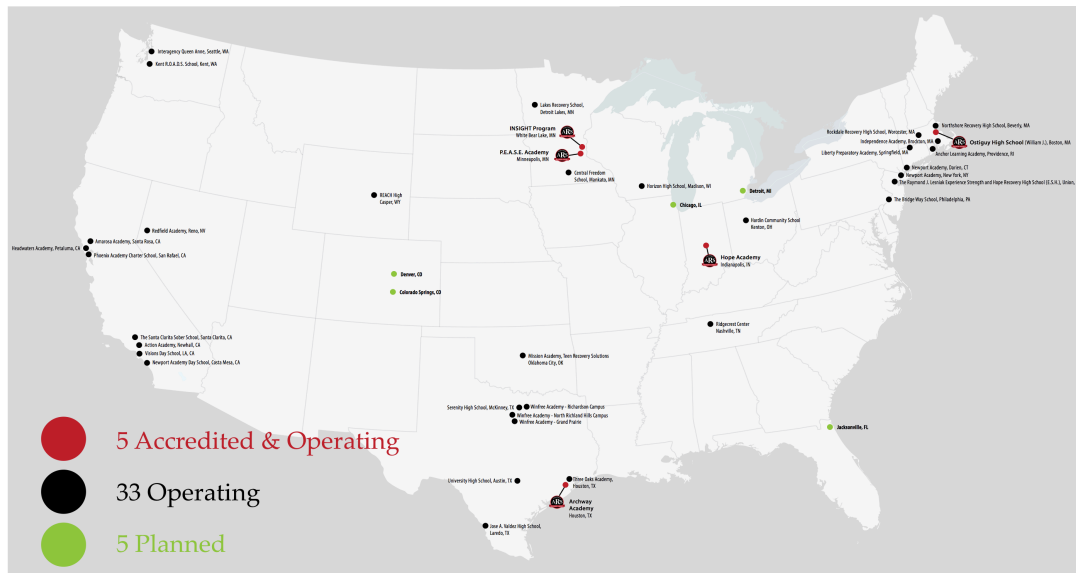 Interagency Queen Anne, Seattle, WA
Kent R.O.A.D.S. School, Kent, WA
Lakes Recovery School,
Detroit Lakes, MN
INSIGHT Program
White Bear Lake, MN
ARS
P.E.A.S.E. Academy
Minneapolis, MN
ARS
Central Freedom
School, Mankato, MN
Northshore Recovery High School, Beverly, MA
Rockdale Recovery High School, Worcester, MA
Independence Academy, Brockton, MA
Ostiguy High School (William J.), Boston, MA
ARS
Liberty Preparatory Academy, Springfield, MA
Anchor Learning Academy, Providence, RI
Newport Academy, Darien, CT
Newport Academy, New York, NY
The Raymond J. Lesniak Experience Strength and Hope Recovery High School (E.S.H.), Union,
The Bridge Way School, Philadelphia, PA
Horizon High School, Madison, WI
Detroit, MI
Chicago, IL
REACH High
Casper, WY
Hardin Community School
Kenton, OH
Redfield Academy, Reno, NV
Amarosa Academy, Santa Rosa, CA
Headwaters Academy, Petaluma, CA
Phoenix Academy Charter School, San Rafael, CA
Hope Academy
Indianapolis, IN
ARS
Denver, CO
Colorado Springs, CO
Ridgecrest Center
Nashville, TN
The Santa Clarita Sober School, Santa Clarita, CA
Action Academy, Newhall, CA
Visions Day School, LA, CA
Newport Academy Day School, Costa Mesa, CA
Mission Academy, Teen Recovery Solutions
Oklahoma City, OK
Serenity High School, McKinney, TX
Winfree Academy - Richardson Campus
Winfree Academy - North Richland Hills Campus
Winfree Academy - Grand Prairie
Jacksonville, FL
5 Accredited & Operating
33 Operating
5 Planned
University High School, Austin, TX
Three Oaks Academy,
Houston, TX
ARS
Archway
Academy
Houston, TX
Jose A. Valdez High School,
Laredo, TX